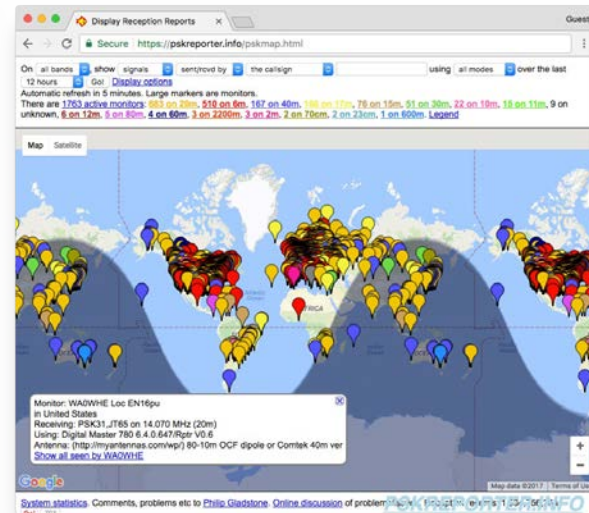 Display Reception Reports
Guest
Secure https://pskreporter.info/pskmap.html
On all bands , show signals sent/rcvd by the callsign using all modes over the last
12 hours Go! Display options
Automatic refresh in 5 minutes. Large markers are monitors.
There are 1763 active monitors: 683 on 20m, 510 on 6m, 167 on 40m, on 17m, 76 on 15m, 51 on 30m, 22 on 10m, 15 on 11m, 9 on
unknown, 6 on 12m, 5 on 80m, 4 on 60m, 3 on 2200m, 3 on 2m, 2 on 70cm, 2 on 23cm, 1 on 600m. Legend
Map Satellite
Monitor: WA0WHE Loc EN16pu
in United States
Receiving: PSK31,JT65 on 14.070 MHz (20m)
Using: Digital Master 780 6.4.0.647/Rptr V0.6
Antenna: (http://myantennas.com/wp/) 80-10m OCF dipole or Comtek 40m ver
Show all seen by WA0WHE
Google
Map data ©2017 Terms of Us
System statistics. Comments, problems etc to Philip Gladstone. Online discussion of problems
PSKREPORTER.INFO